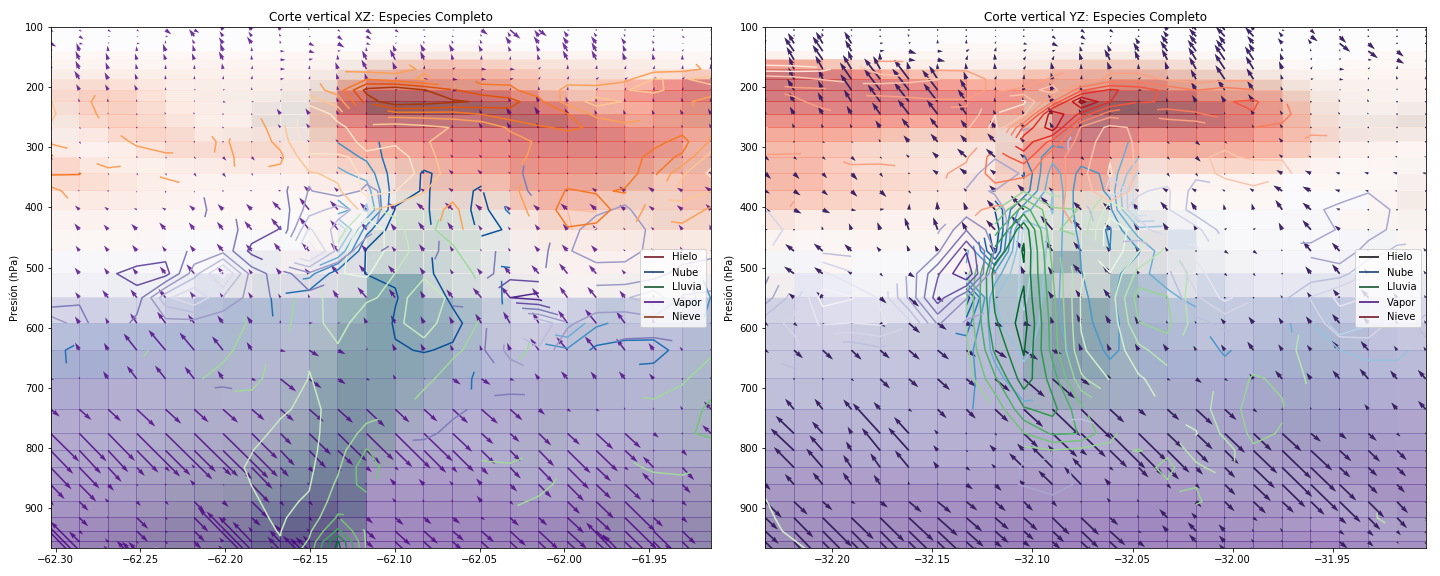 Corte vertical XZ: Especies Completo
Presión (hPa)
100
200
300
400
500
600
700
800
900
−62.30
−62.25
−62.20
−62.15
−62.10
−62.05
−62.00
−61.95
Hielo
Nube
Lluvia
Vapor
Nieve
Corte vertical YZ: Especies Completo
Presión (hPa)
100
200
300
400
500
600
700
800
900
−32.20
−32.15
−32.10
−32.05
−32.00
−31.95
Hielo
Nube
Lluvia
Vapor
Nieve